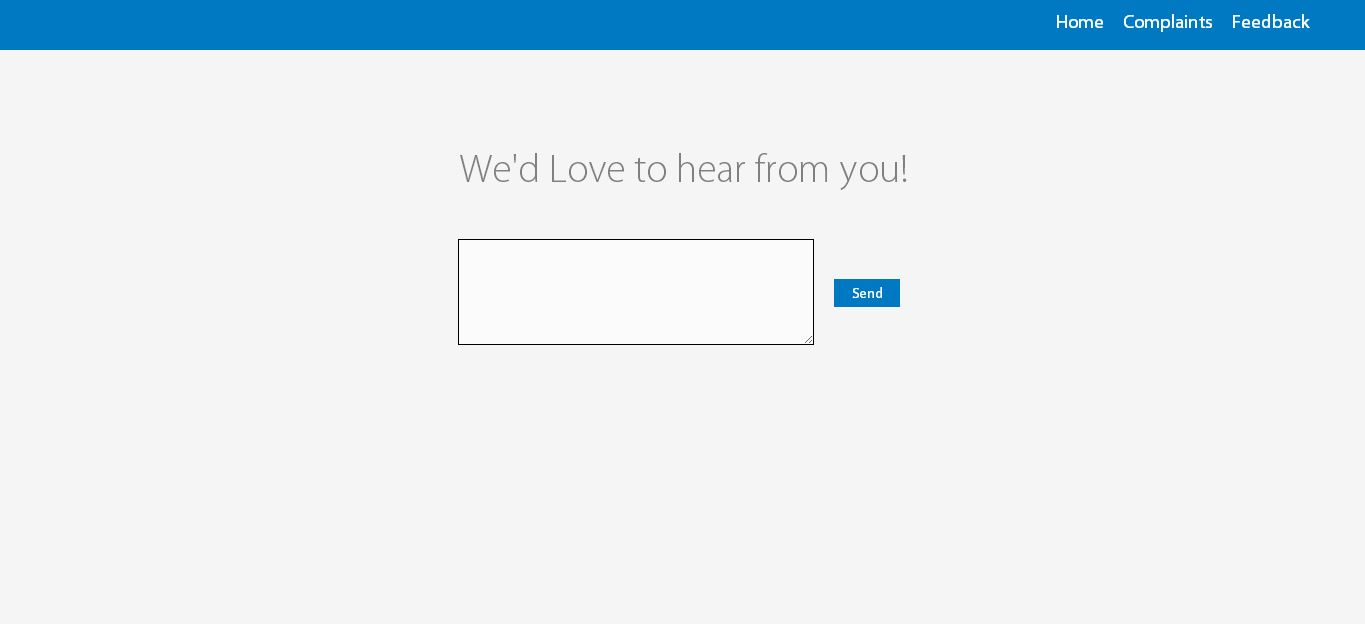 Home Complaints Feedback
We'd Love to hear from you!
Send